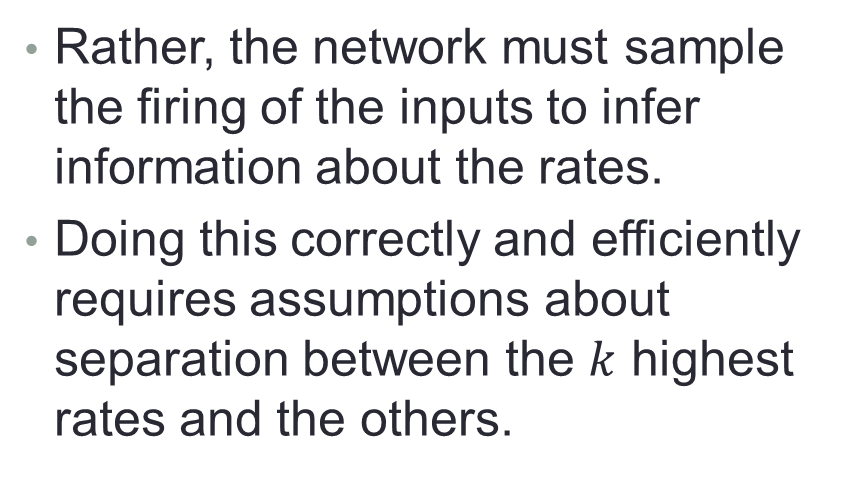 • Rather, the network must sample
the firing of the inputs to infer
information about the rates.
• Doing this correctly and efficiently
requires assumptions about
separation between the 𝑘 highest
rates and the others.